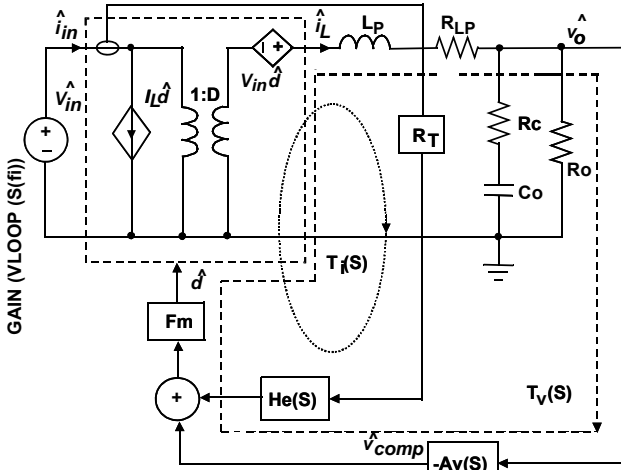 î_in
î_L
L_P
R_LP
v̂_o
V_in d̂
V̂_in
I_L d̂
1:D
R_T
Rc
Ro
Co
+
–
+
–
GAIN (VLOOP (S(fi))
T_i(S)
d̂
Fm
+
He(S)
T_v(S)
v̂_comp
-Av(S)